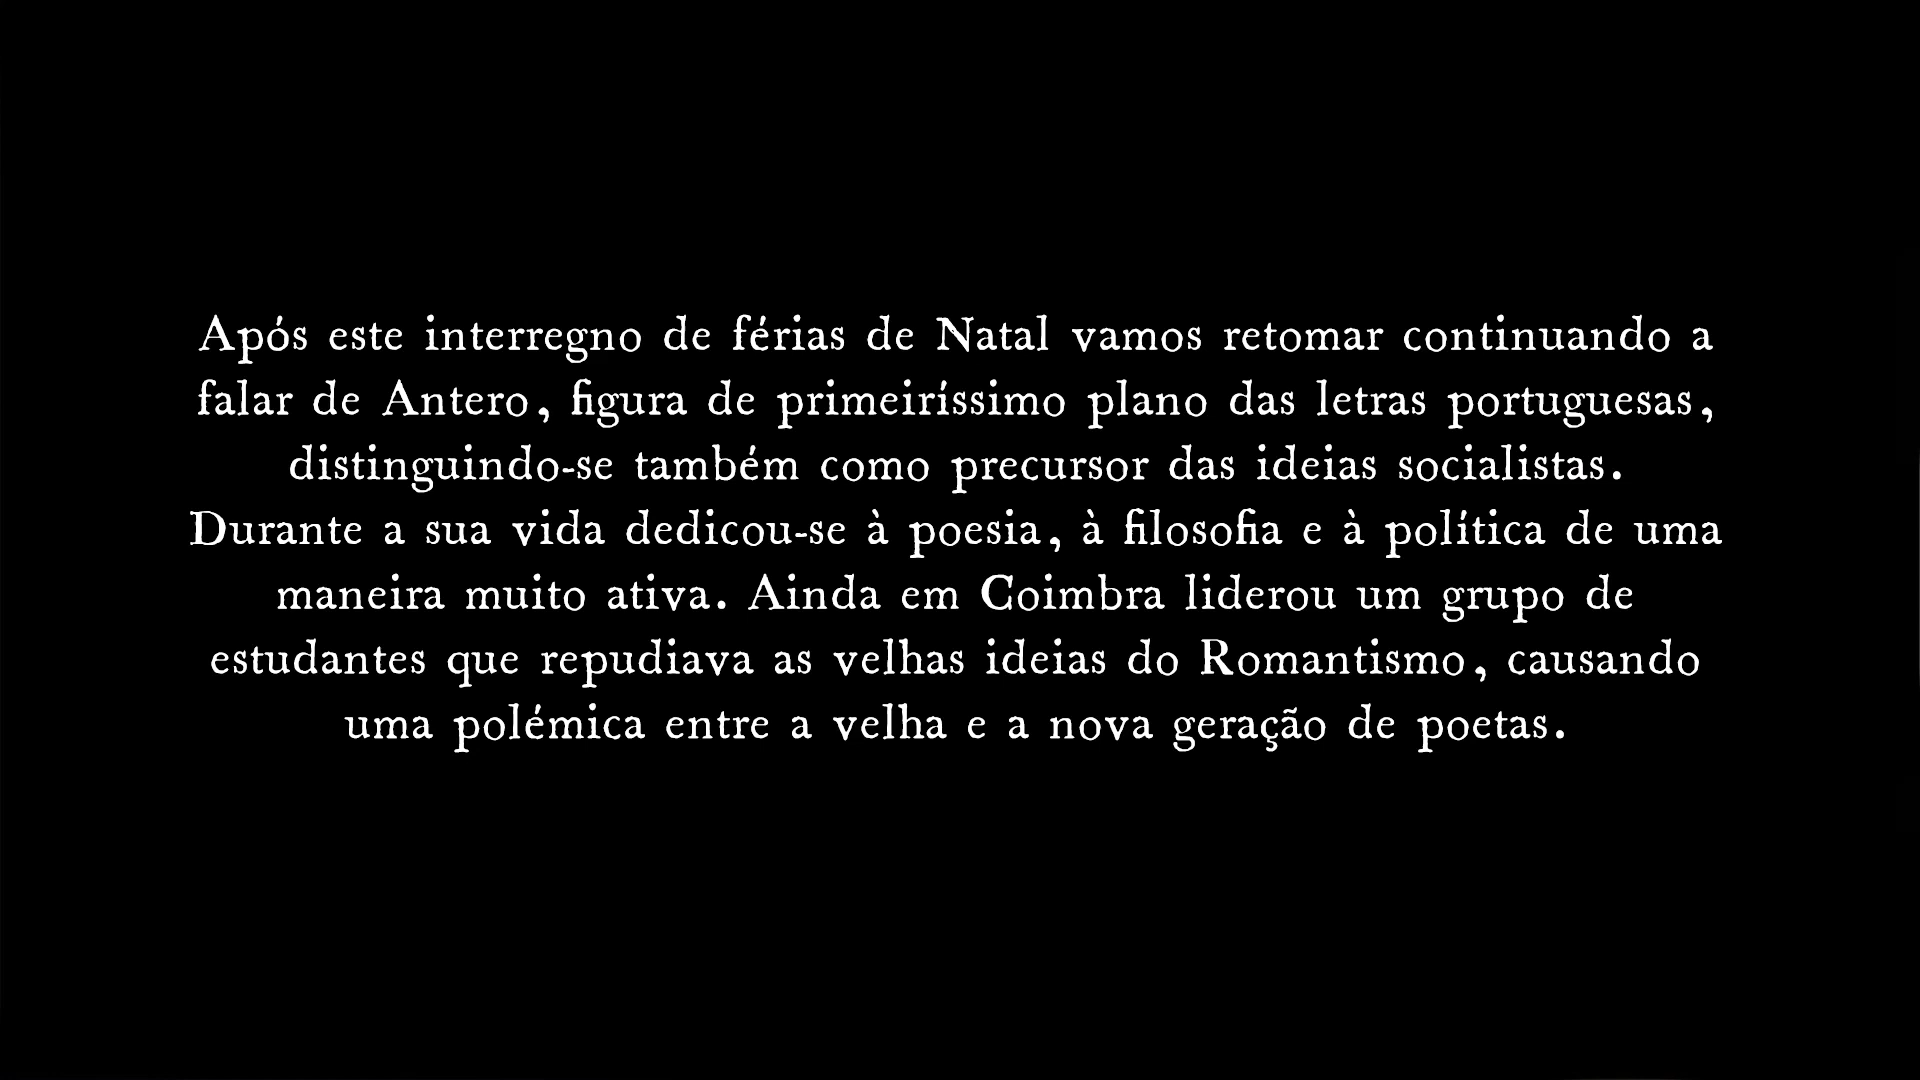 Após este interregno de férias de Natal vamos retomar continuando a
falar de Antero, figura de primeiríssimo plano das letras portuguesas,
distinguindo-se também como precursor das ideias socialistas.
Durante a sua vida dedicou-se à poesia, à filosofia e à política de uma
maneira muito ativa. Ainda em Coimbra liderou um grupo de
estudantes que repudiava as velhas ideias do Romantismo, causando
uma polémica entre a velha e a nova geração de poetas.